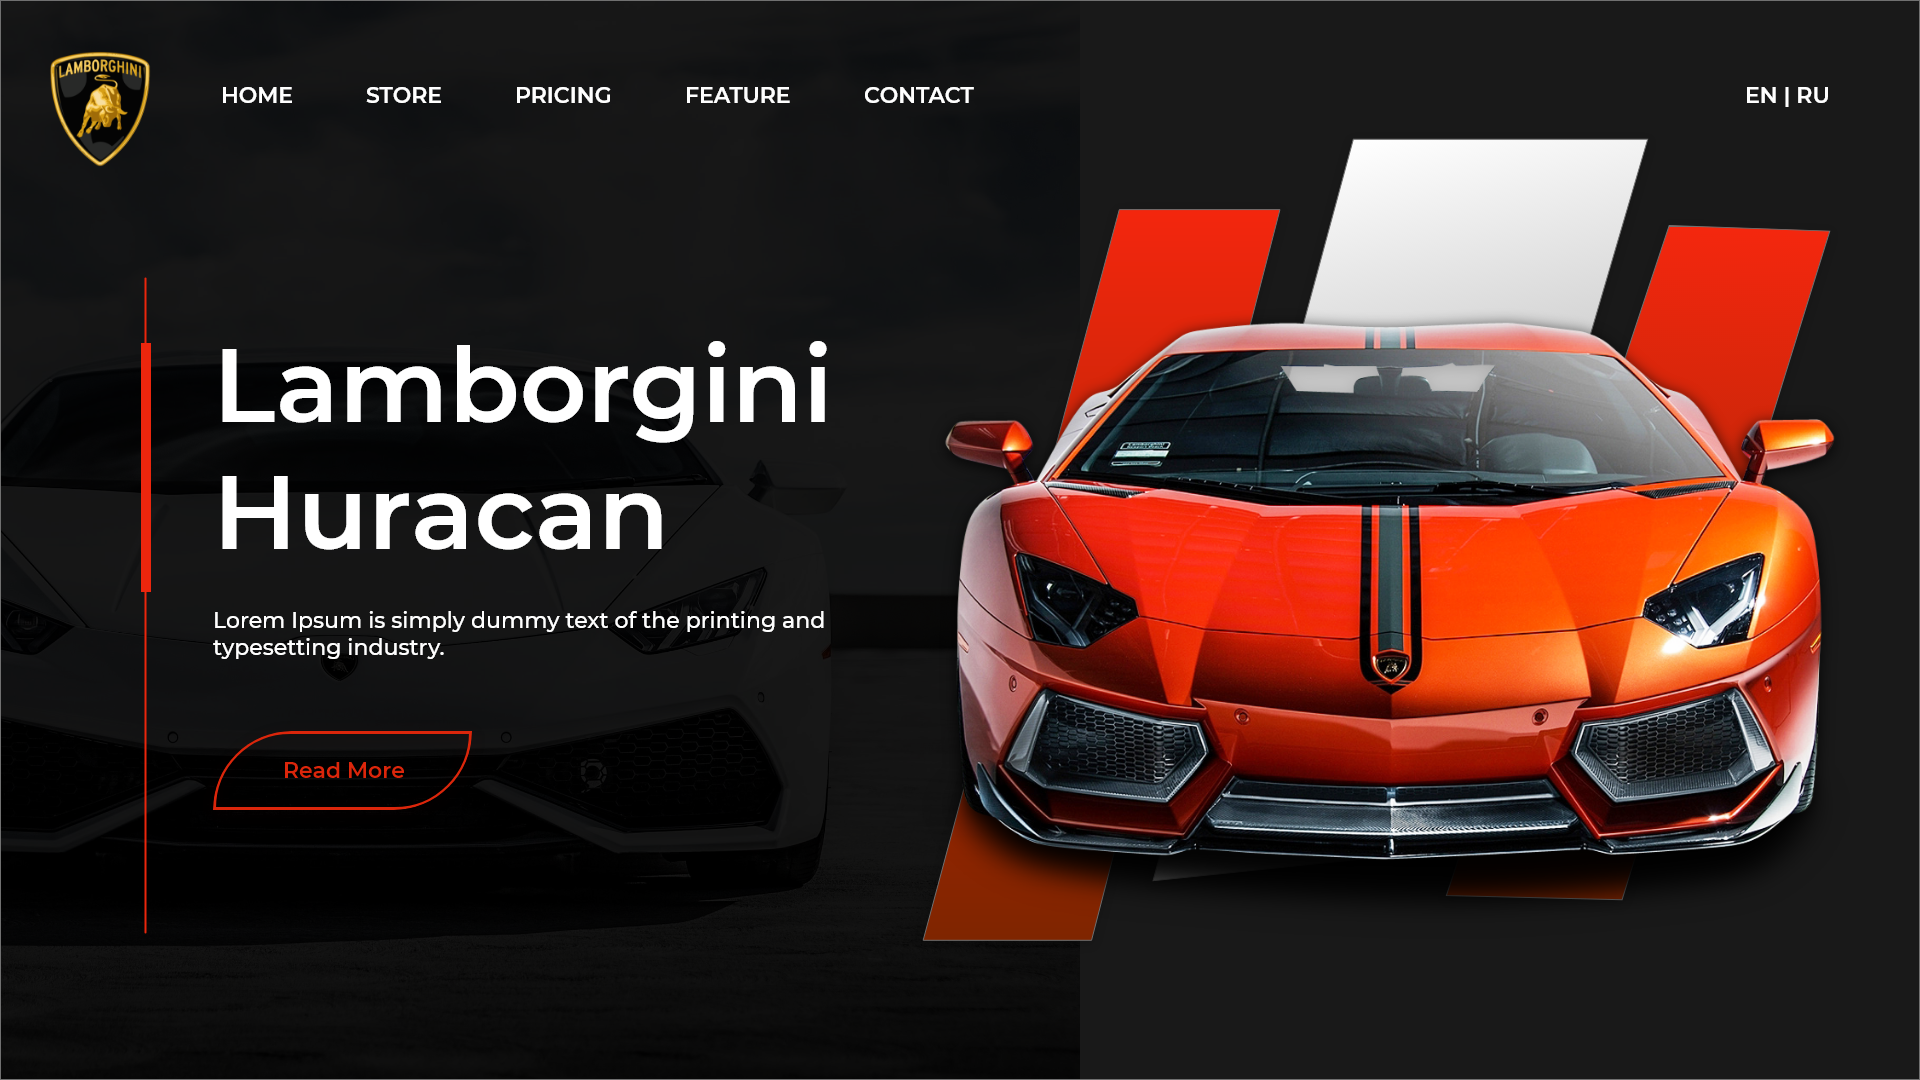 LAMBORGHINI
HOME STORE PRICING FEATURE CONTACT EN | RU
Lamborgini
Huracan
Lorem Ipsum is simply dummy text of the printing and
typesetting industry.
Read More